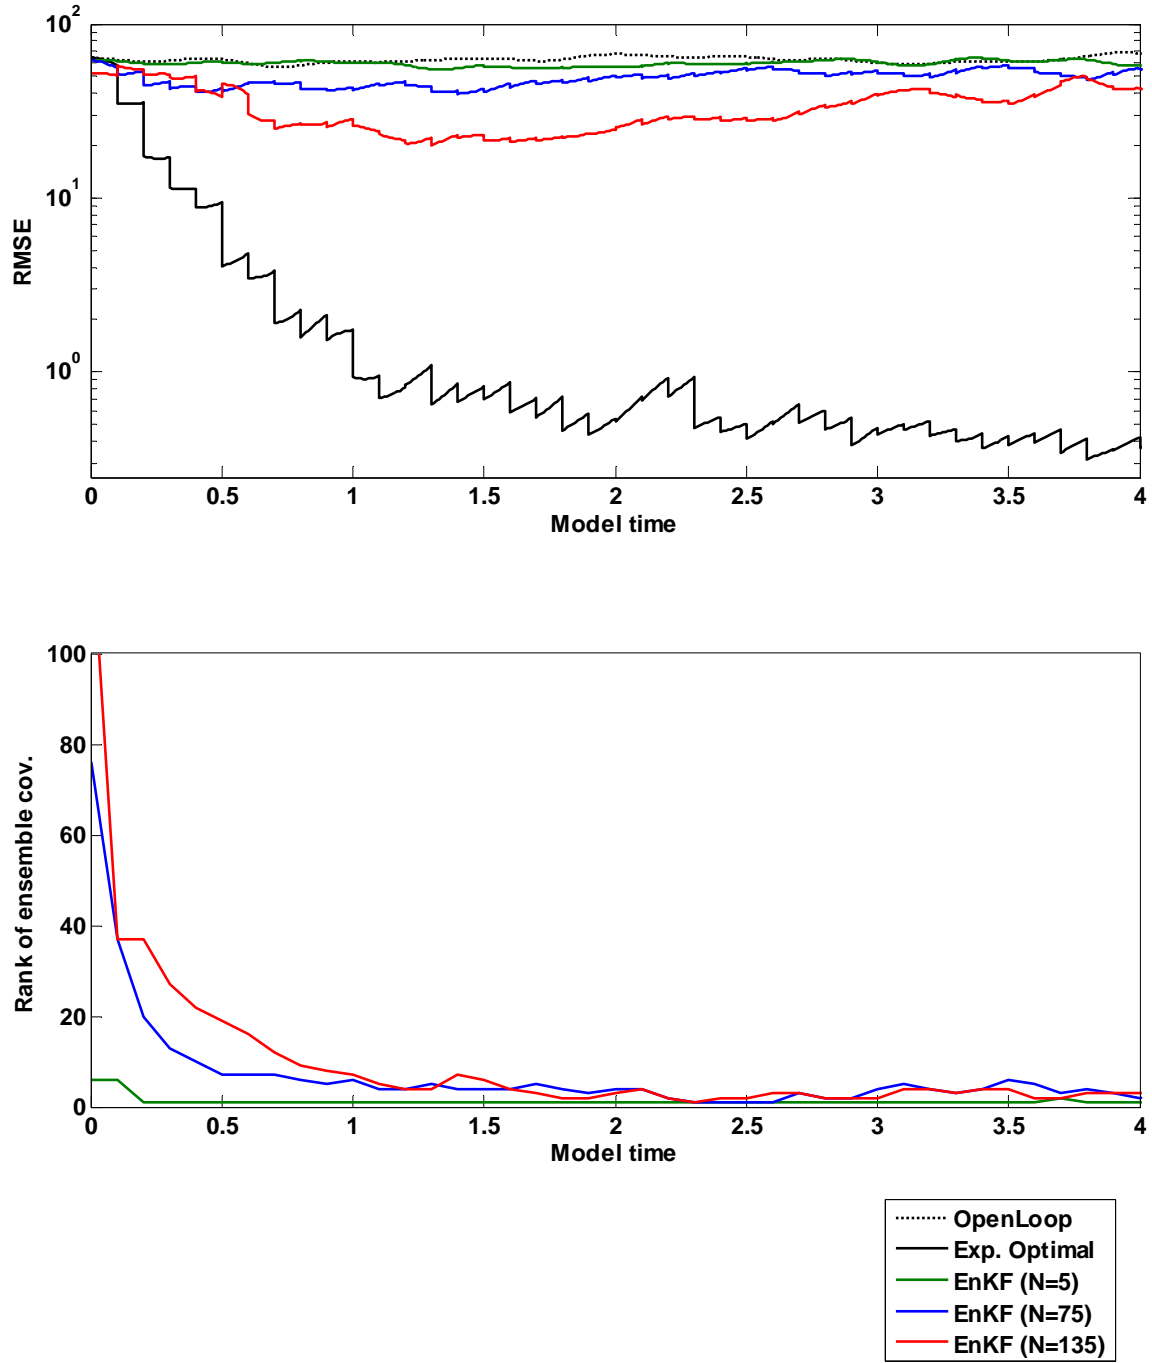 10^2
10^1
10^0
RMSE
0 0.5 1 1.5 2 2.5 3 3.5 4
Model time
100
80
60
40
20
0
Rank of ensemble cov.
0 0.5 1 1.5 2 2.5 3 3.5 4
Model time
OpenLoop
Exp. Optimal
EnKF (N=5)
EnKF (N=75)
EnKF (N=135)